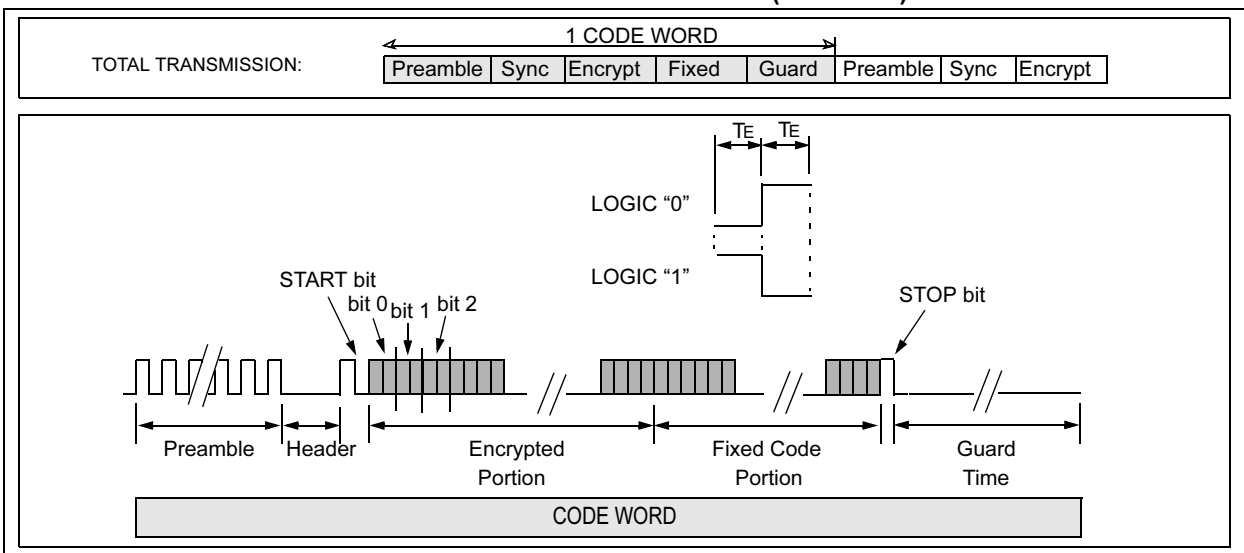 1 CODE WORD
TOTAL TRANSMISSION:
Preamble Sync Encrypt Fixed Guard Preamble Sync Encrypt
TE TE
LOGIC “0”
LOGIC “1”
START bit
bit 0 bit 1 bit 2
STOP bit
Preamble Header Encrypted Portion Fixed Code Portion Guard Time
CODE WORD